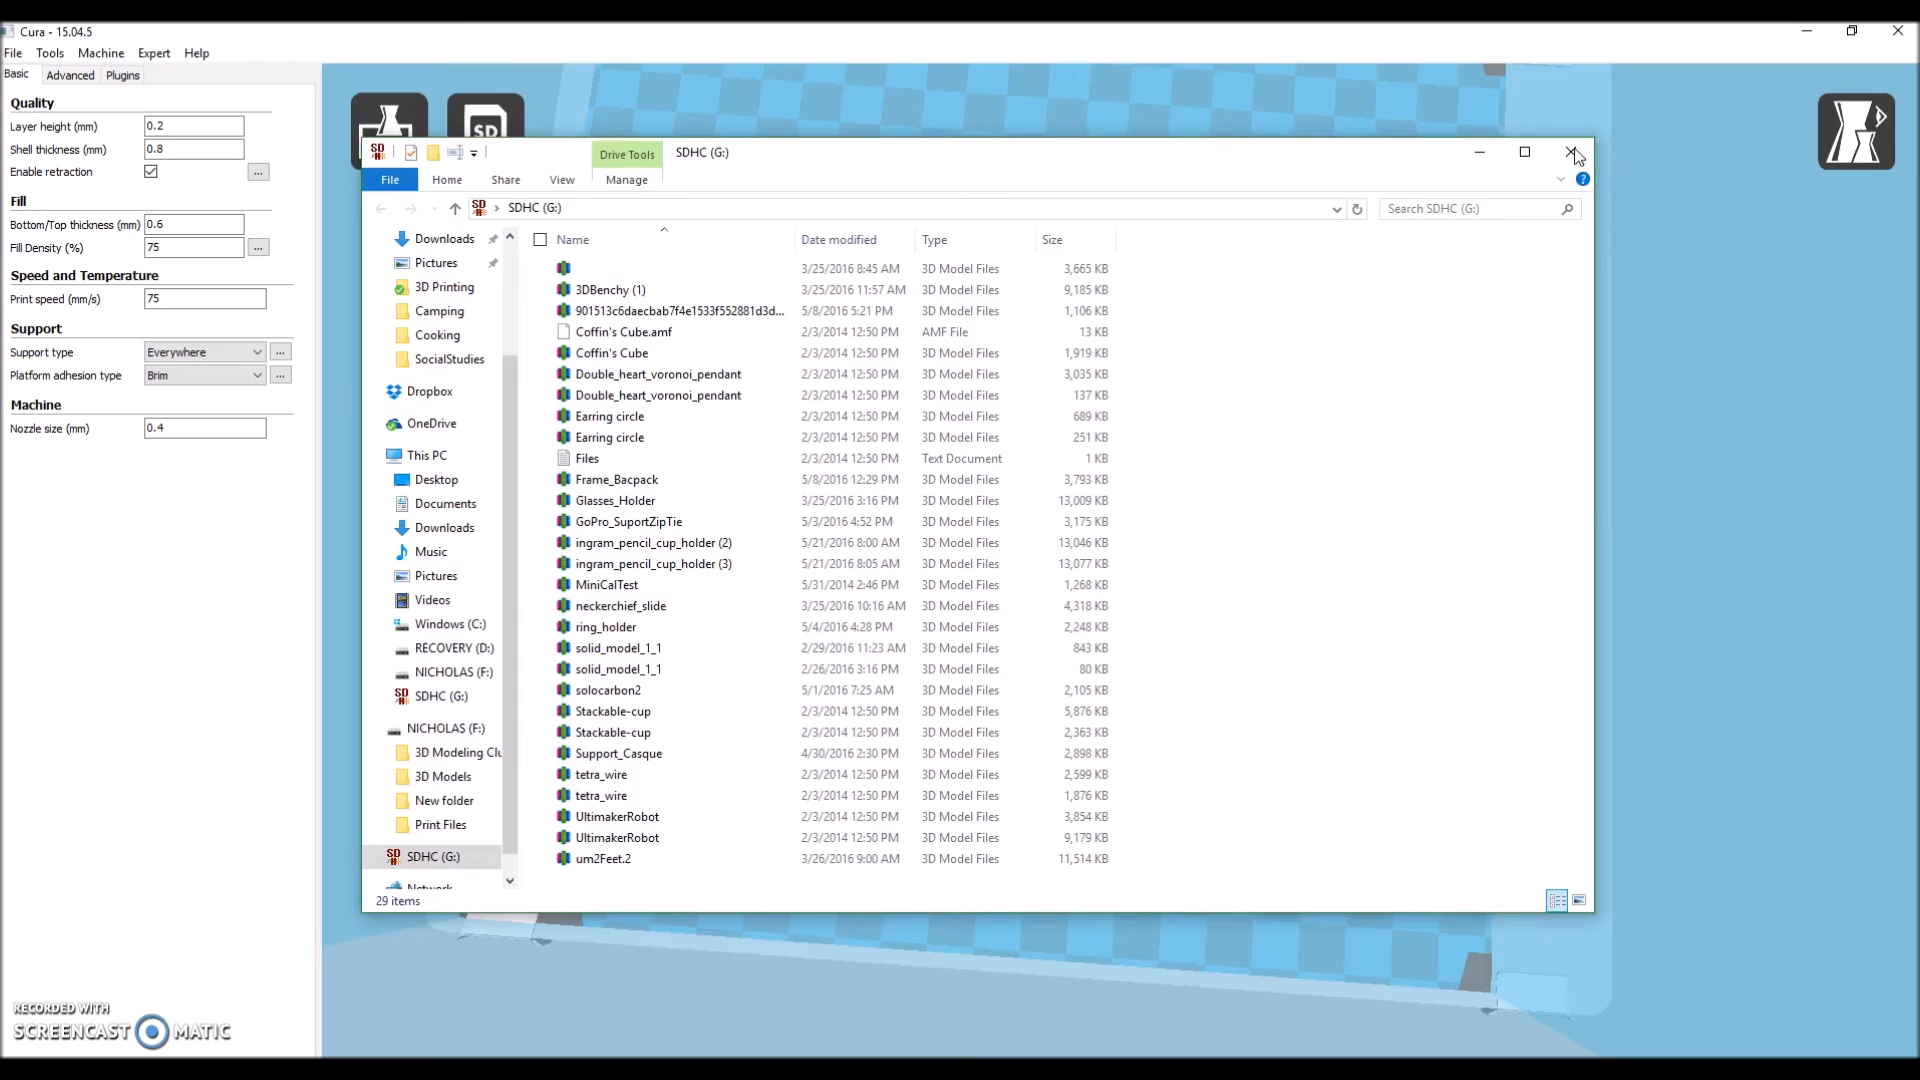 Cura - 15.04.5
File Tools Machine Expert Help
Basic Advanced Plugins
Quality
Layer height (mm) 0.2
Shell thickness (mm) 0.8
Enable retraction ...
Fill
Bottom/Top thickness (mm) 0.6
Fill Density (%) 75 ...
Speed and Temperature
Print speed (mm/s) 75
Support
Support type Everywhere ...
Platform adhesion type Brim ...
Machine
Nozzle size (mm) 0.4
SD
Drive Tools SDHC (G:)
File Home Share View Manage
SDHC (G:) Search SDHC (G:)
Downloads
Pictures
3D Printing
Camping
Cooking
SocialStudies
Dropbox
OneDrive
This PC
Desktop
Documents
Downloads
Music
Pictures
Videos
Windows (C:)
RECOVERY (D:)
NICHOLAS (F:)
SDHC (G:)
NICHOLAS (F:)
3D Modeling Clu
3D Models
New folder
Print Files
SDHC (G:)
Network
Name Date modified Type Size
3/25/2016 8:45 AM 3D Model Files 3,665 KB
3DBenchy (1) 3/25/2016 11:57 AM 3D Model Files 9,185 KB
901513c6daecbab7f4e1533f552881d3d... 5/8/2016 5:21 PM 3D Model Files 1,106 KB
Coffin's Cube.amf 2/3/2014 12:50 PM AMF File 13 KB
Coffin's Cube 2/3/2014 12:50 PM 3D Model Files 1,919 KB
Double_heart_voronoi_pendant 2/3/2014 12:50 PM 3D Model Files 3,035 KB
Double_heart_voronoi_pendant 2/3/2014 12:50 PM 3D Model Files 137 KB
Earring circle 2/3/2014 12:50 PM 3D Model Files 689 KB
Earring circle 2/3/2014 12:50 PM 3D Model Files 251 KB
Files 2/3/2014 12:50 PM Text Document 1 KB
Frame_Bacpack 5/8/2016 12:29 PM 3D Model Files 3,793 KB
Glasses_Holder 3/25/2016 3:16 PM 3D Model Files 13,009 KB
GoPro_SuportZipTie 5/3/2016 4:52 PM 3D Model Files 3,175 KB
ingram_pencil_cup_holder (2) 5/21/2016 8:00 AM 3D Model Files 13,046 KB
ingram_pencil_cup_holder (3) 5/21/2016 8:05 AM 3D Model Files 13,077 KB
MiniCalTest 5/31/2014 2:46 PM 3D Model Files 1,268 KB
neckerchief_slide 3/25/2016 10:16 AM 3D Model Files 4,318 KB
ring_holder 5/4/2016 4:28 PM 3D Model Files 2,248 KB
solid_model_1_1 2/29/2016 11:23 AM 3D Model Files 843 KB
solid_model_1_1 2/26/2016 3:16 PM 3D Model Files 80 KB
solocarbon2 5/1/2016 7:25 AM 3D Model Files 2,105 KB
Stackable-cup 2/3/2014 12:50 PM 3D Model Files 5,876 KB
Stackable-cup 2/3/2014 12:50 PM 3D Model Files 2,363 KB
Support_Casque 4/30/2016 2:30 PM 3D Model Files 2,898 KB
tetra_wire 2/3/2014 12:50 PM 3D Model Files 2,599 KB
tetra_wire 2/3/2014 12:50 PM 3D Model Files 1,876 KB
UltimakerRobot 2/3/2014 12:50 PM 3D Model Files 3,854 KB
UltimakerRobot 2/3/2014 12:50 PM 3D Model Files 9,179 KB
um2Feet.2 3/26/2016 9:00 AM 3D Model Files 11,514 KB
29 items
RECORDED WITH
SCREENCAST MATIC